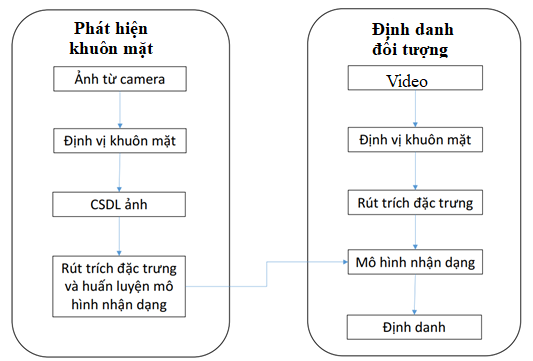 Phát hiện
khuôn mặt
Ảnh từ camera
Định vị khuôn mặt
CSDL ảnh
Rút trích đặc trưng
và huấn luyện mô
hình nhận dạng
Định danh
đối tượng
Video
Định vị khuôn mặt
Rút trích đặc trưng
Mô hình nhận dạng
Định danh